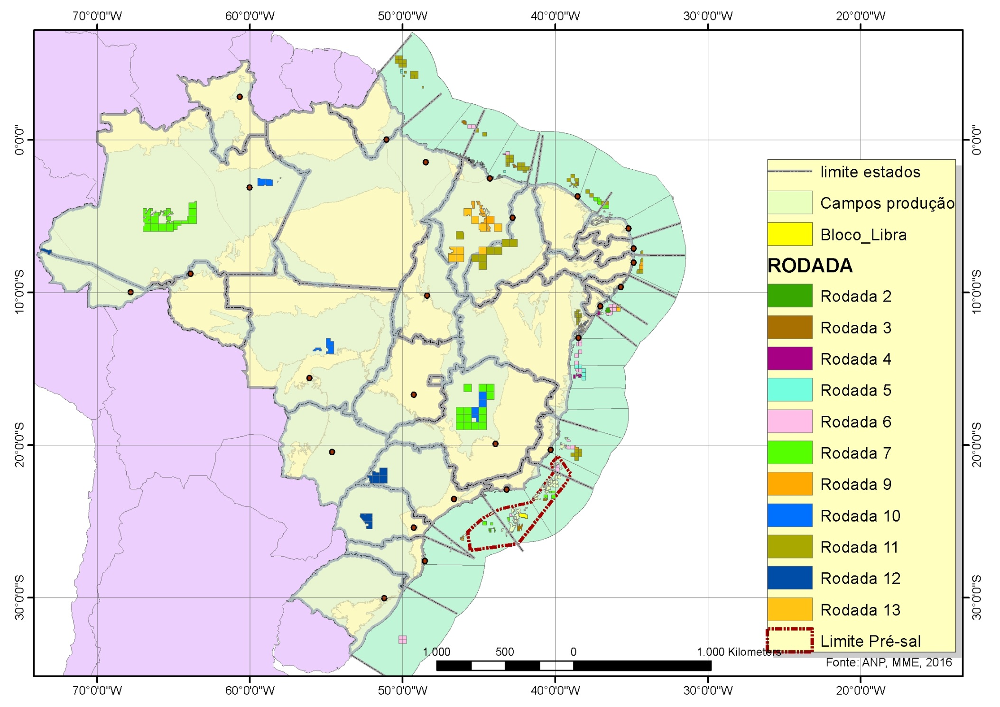 70°0'0"W 60°0'0"W 50°0'0"W 40°0'0"W 30°0'0"W 20°0'0"W
0°0'0" 0°0'0"
10°0'0"S 10°0'0"S
20°0'0"S 20°0'0"S
30°0'0"S 30°0'0"S
limite estados
Campos produção
Bloco_Libra
RODADA
Rodada 2
Rodada 3
Rodada 4
Rodada 5
Rodada 6
Rodada 7
Rodada 9
Rodada 10
Rodada 11
Rodada 12
Rodada 13
Limite Pré-sal
1.000 500 0 1.000 Kilometers
Fonte: ANP, MME, 2016
70°0'0"W 60°0'0"W 50°0'0"W 40°0'0"W 30°0'0"W 20°0'0"W